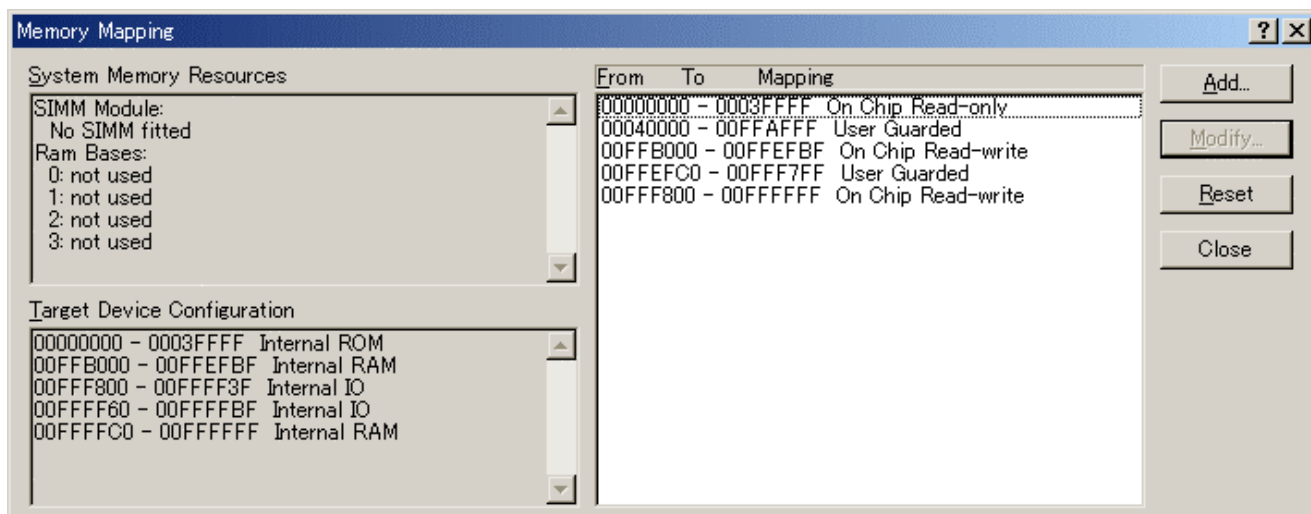 Memory Mapping
System Memory Resources
SIMM Module:
No SIMM fitted
Ram Bases:
0: not used
1: not used
2: not used
3: not used
Target Device Configuration
00000000 - 0003FFFF Internal ROM
00FFB000 - 00FFEFBF Internal RAM
00FFF800 - 00FFFF3F Internal IO
00FFFF60 - 00FFFFBF Internal IO
00FFFFC0 - 00FFFFFF Internal RAM
From To Mapping
00000000 - 0003FFFF On Chip Read-only
00040000 - 00FFAFFF User Guarded
00FFB000 - 00FFEFBF On Chip Read-write
00FFEFC0 - 00FFF7FF User Guarded
00FFF800 - 00FFFFFF On Chip Read-write
Add...
Modify...
Reset
Close